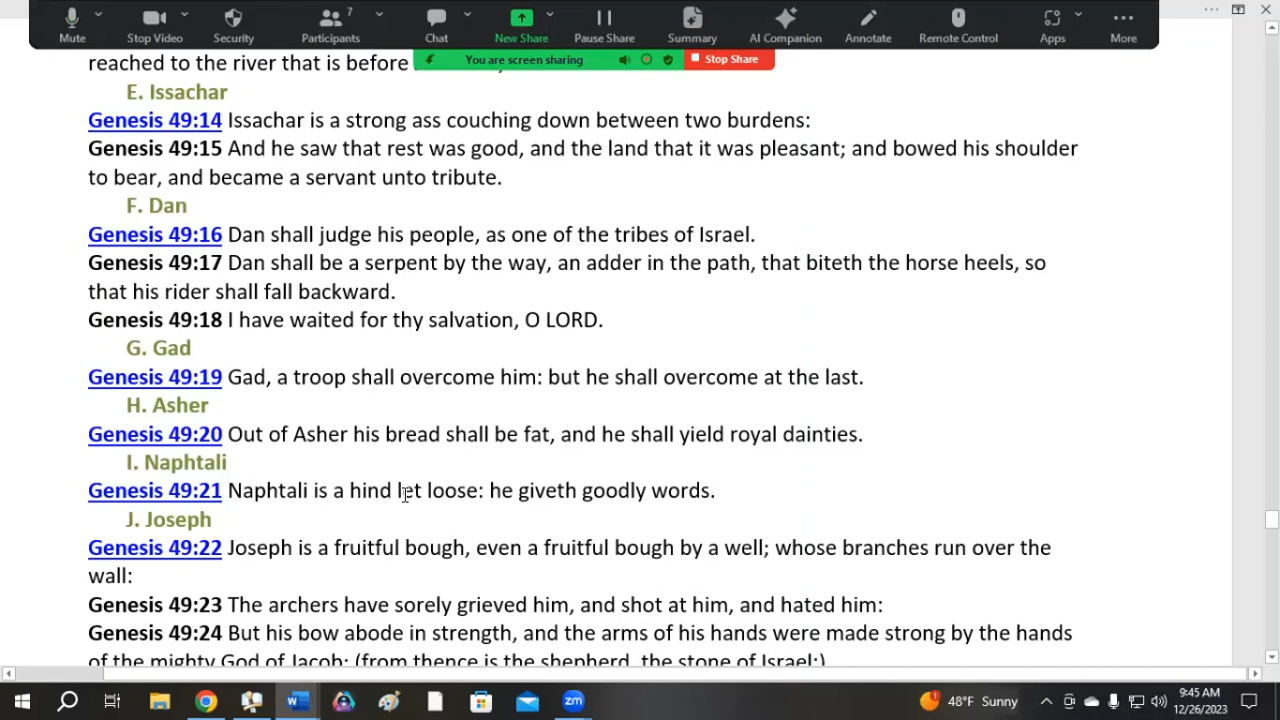 7
Mute Stop Video Security Participants Chat New Share Pause Share Summary AI Companion Annotate Remote Control Apps More
You are screen sharing Stop Share
reached to the river that is before
E. Issachar
Genesis 49:14 Issachar is a strong ass couching down between two burdens:
Genesis 49:15 And he saw that rest was good, and the land that it was pleasant; and bowed his shoulder
to bear, and became a servant unto tribute.
F. Dan
Genesis 49:16 Dan shall judge his people, as one of the tribes of Israel.
Genesis 49:17 Dan shall be a serpent by the way, an adder in the path, that biteth the horse heels, so
that his rider shall fall backward.
Genesis 49:18 I have waited for thy salvation, O LORD.
G. Gad
Genesis 49:19 Gad, a troop shall overcome him: but he shall overcome at the last.
H. Asher
Genesis 49:20 Out of Asher his bread shall be fat, and he shall yield royal dainties.
I. Naphtali
Genesis 49:21 Naphtali is a hind let loose: he giveth goodly words.
J. Joseph
Genesis 49:22 Joseph is a fruitful bough, even a fruitful bough by a well; whose branches run over the
wall:
Genesis 49:23 The archers have sorely grieved him, and shot at him, and hated him:
Genesis 49:24 But his bow abode in strength, and the arms of his hands were made strong by the hands
of the mighty God of Jacob; (from thence is the shepherd, the stone of Israel:)
zm
1 48°F Sunny
9:45 AM
12/26/2023